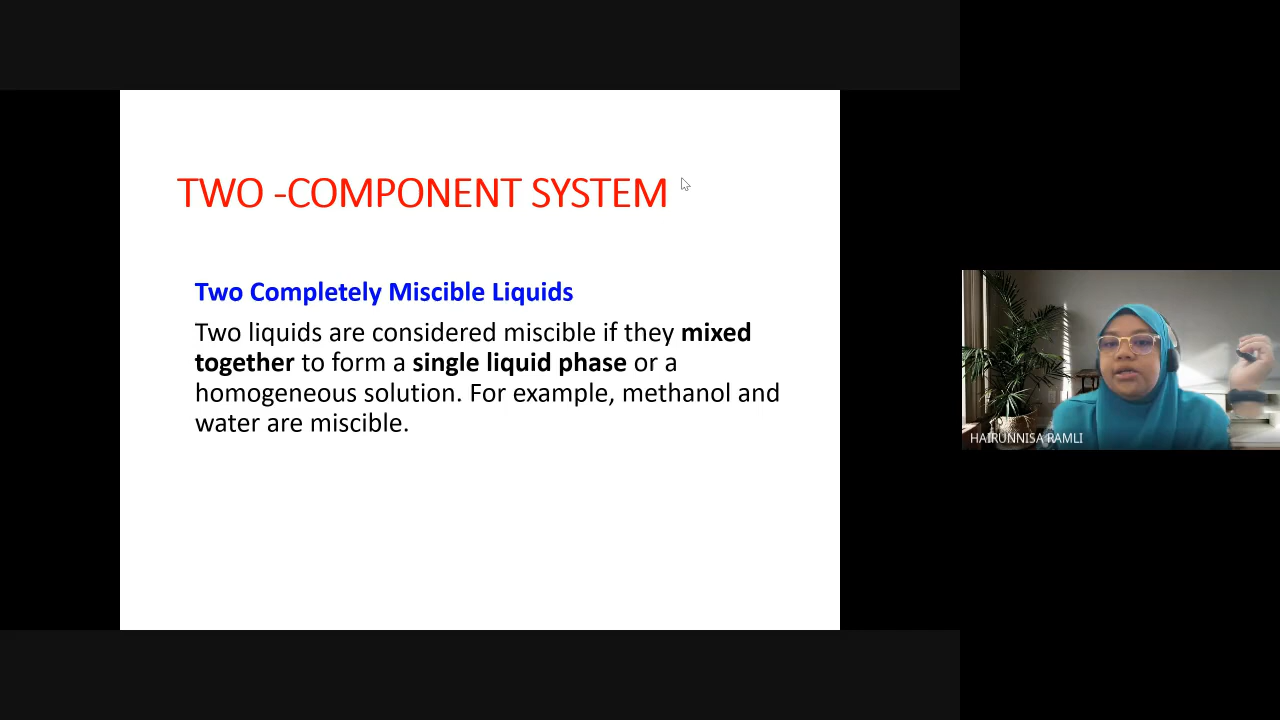 TWO -COMPONENT SYSTEM
Two Completely Miscible Liquids
Two liquids are considered miscible if they mixed
together to form a single liquid phase or a
homogeneous solution. For example, methanol and
water are miscible.
HAIRUNNISA RAMLI